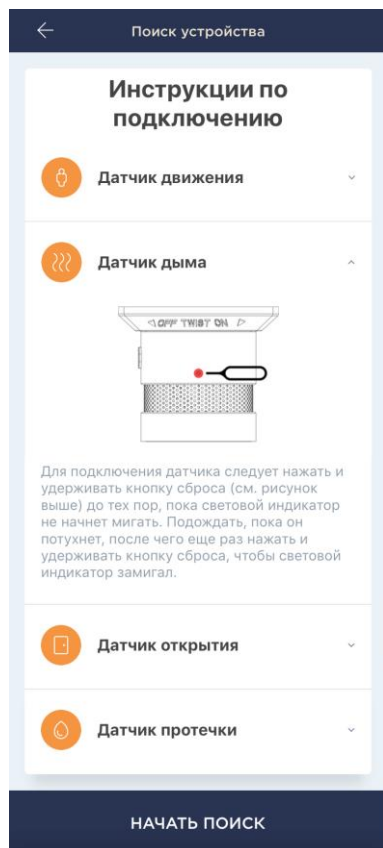 Поиск устройства
Инструкции по
подключению
Датчик движения
Датчик дыма
OFF TWIST ON
Для подключения датчика следует нажать и
удерживать кнопку сброса (см. рисунок
выше) до тех пор, пока световой индикатор
не начнет мигать. Подождать, пока он
потухнет, после чего еще раз нажать и
удерживать кнопку сброса, чтобы световой
индикатор замигал.
Датчик открытия
Датчик протечки
НАЧАТЬ ПОИСК